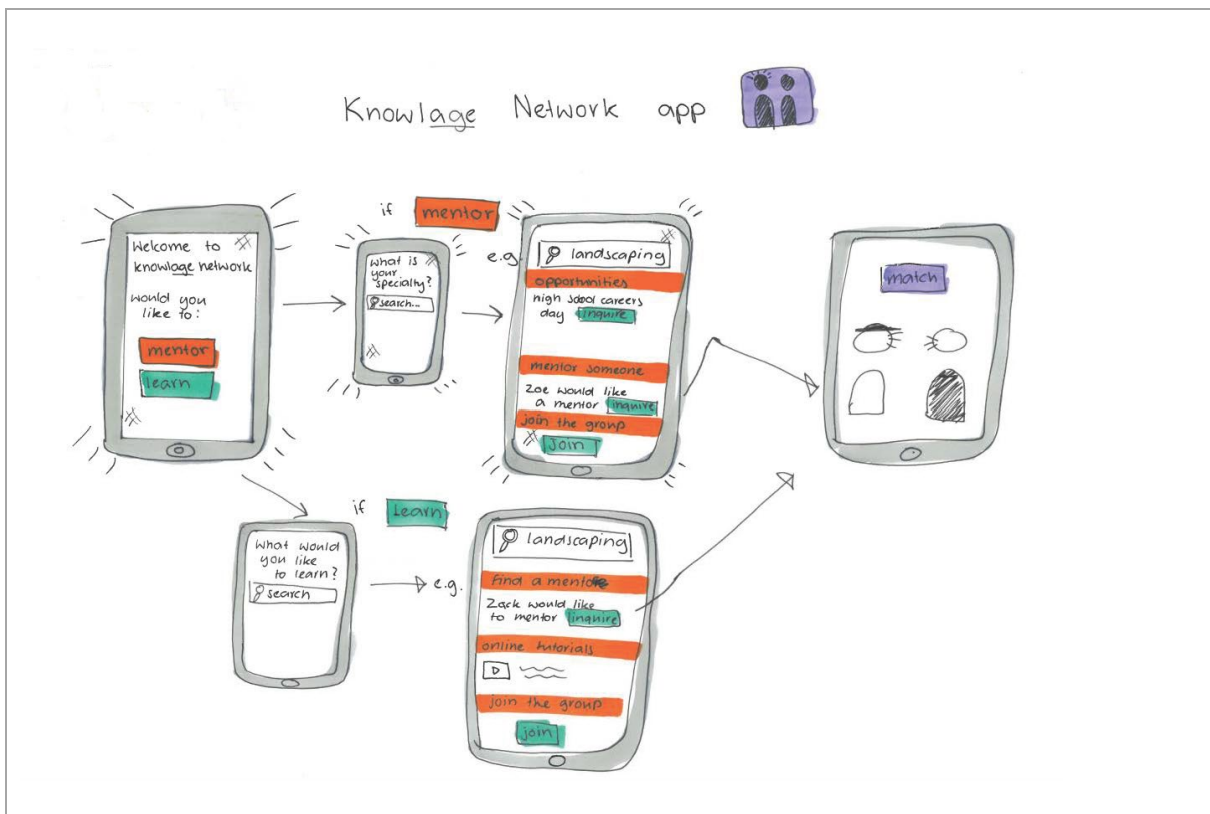 Knowlage Network app
Welcome to
knowlage network
would you
like to:
mentor
learn
if mentor
what is
your
specialty?
search...
e.g.
landscaping
opportunities
high school careers
day inquire
mentor someone
Zoe would like
a mentor inquire
join the group
Join
match
if Learn
What would
you like
to learn?
search
e.g.
landscaping
Find a mentor
Zack would like
to mentor inquire
online tutorials
join the group
join